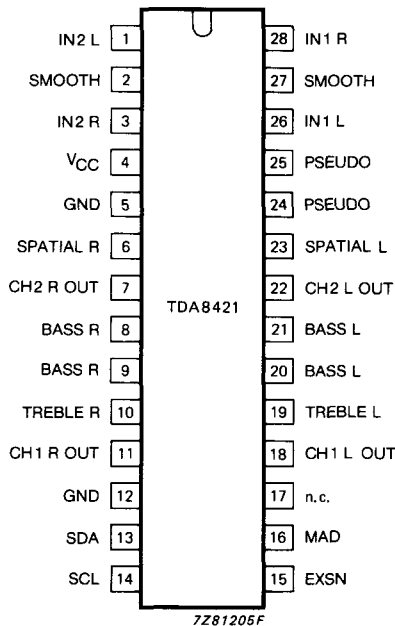 IN2 L 1 28 IN1 R
SMOOTH 2 27 SMOOTH
IN2 R 3 26 IN1 L
VCC 4 25 PSEUDO
GND 5 24 PSEUDO
SPATIAL R 6 23 SPATIAL L
CH2 R OUT 7 22 CH2 L OUT
TDA8421
BASS R 8 21 BASS L
BASS R 9 20 BASS L
TREBLE R 10 19 TREBLE L
CH1 R OUT 11 18 CH1 L OUT
GND 12 17 n.c.
SDA 13 16 MAD
SCL 14 15 EXSN
7Z81205F